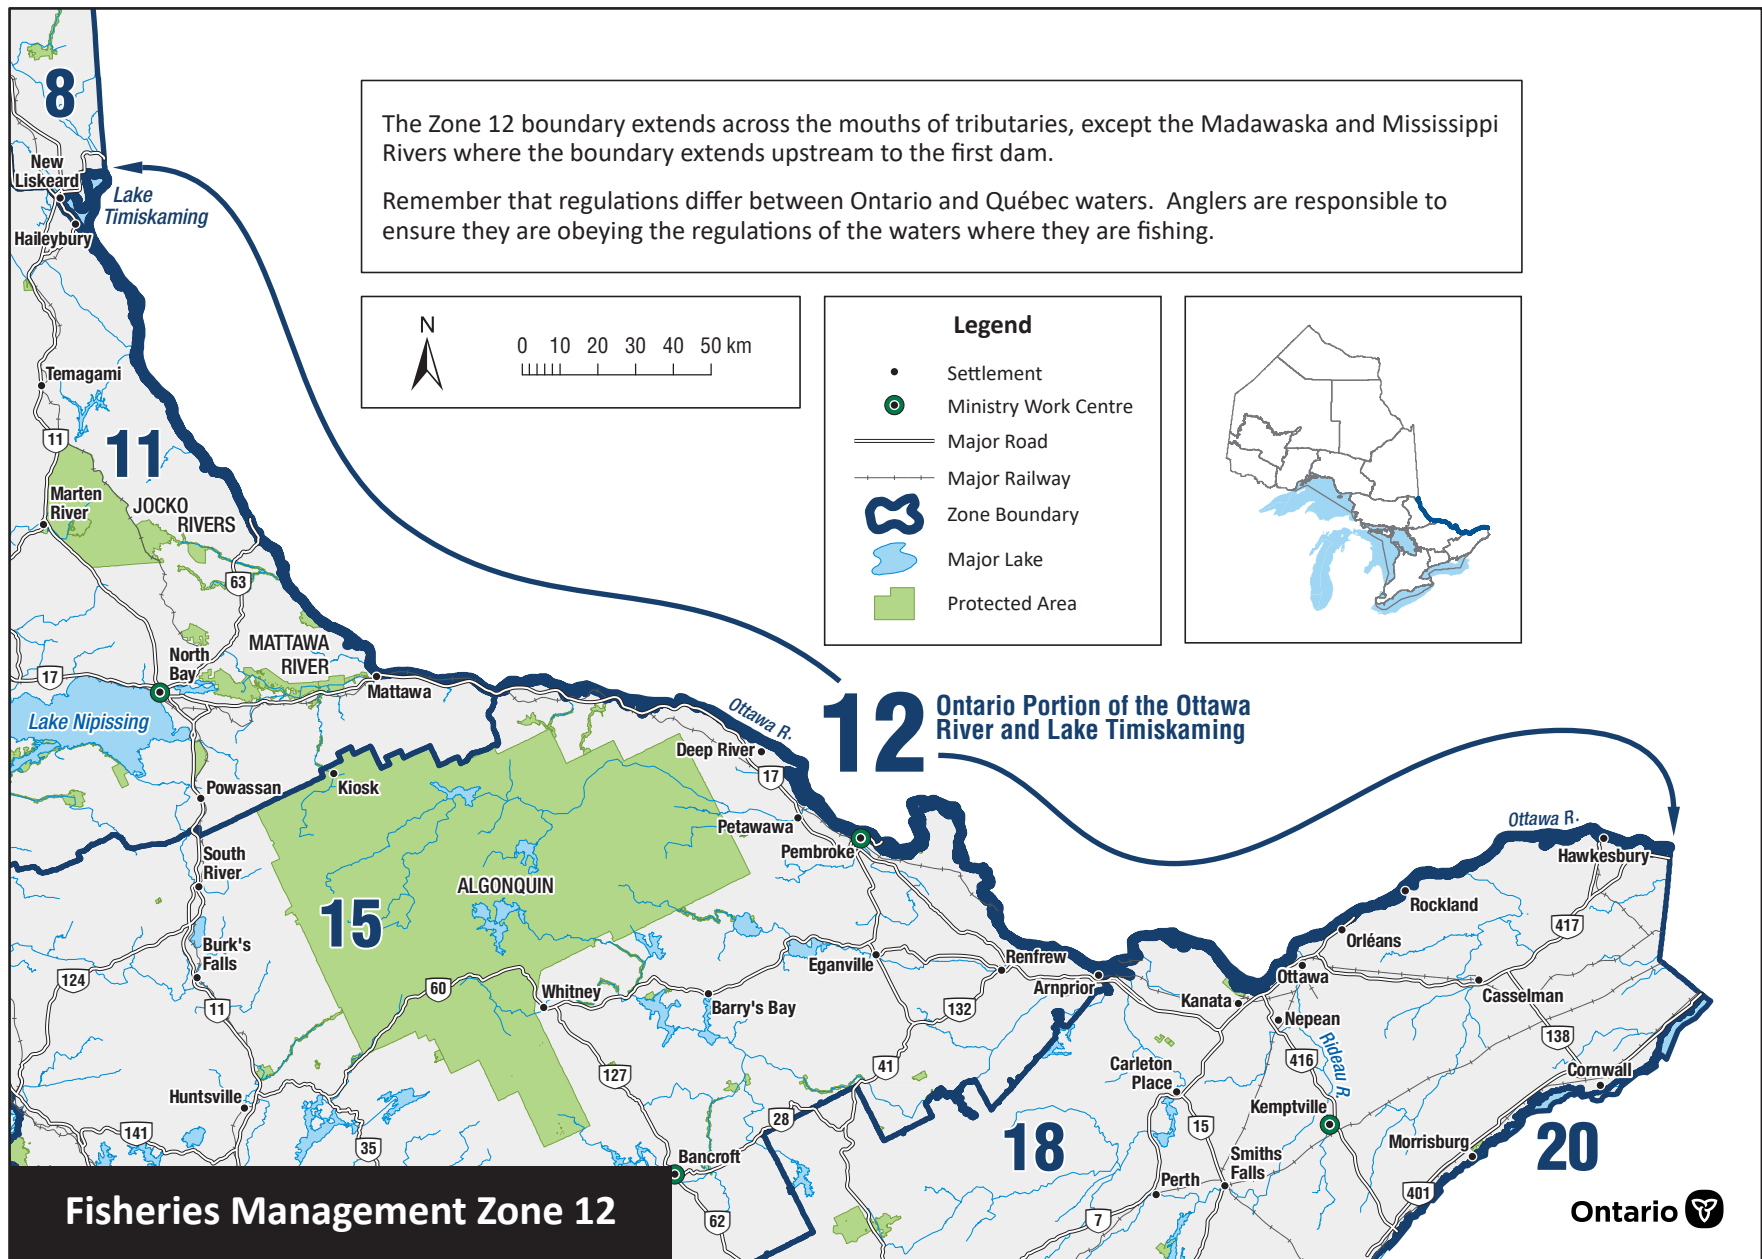 8
The Zone 12 boundary extends across the mouths of tributaries, except the Madawaska and Mississippi
Rivers where the boundary extends upstream to the first dam.
Remember that regulations differ between Ontario and Québec waters. Anglers are responsible to
ensure they are obeying the regulations of the waters where they are fishing.
New
Liskeard
Lake
Timiskaming
Haileybury
N
0 10 20 30 40 50 km
Legend
Settlement
Ministry Work Centre
Major Road
Major Railway
Zone Boundary
Major Lake
Protected Area
Temagami
11
11
Marten
River
JOCKO
RIVERS
63
MATTAWA
RIVER
North
Bay
17
Mattawa
Lake Nipissing
Ottawa R.
12
Ontario Portion of the Ottawa
River and Lake Timiskaming
Deep River
17
Kiosk
Powassan
Petawawa
Pembroke
Ottawa R.
Hawkesbury
South
River
ALGONQUIN
15
Rockland
417
Orléans
Burk's
Falls
Eganville
Renfrew
Arnprior
Ottawa
Kanata
Casselman
124
60
Whitney
Barry's Bay
132
11
Nepean
138
416
Rideau R.
Carleton
Place
41
127
Cornwall
Huntsville
Kemptville
28
15
141
35
18
Morrisburg
20
Bancroft
Smiths
Falls
Perth
401
62
7
Fisheries Management Zone 12
Ontario